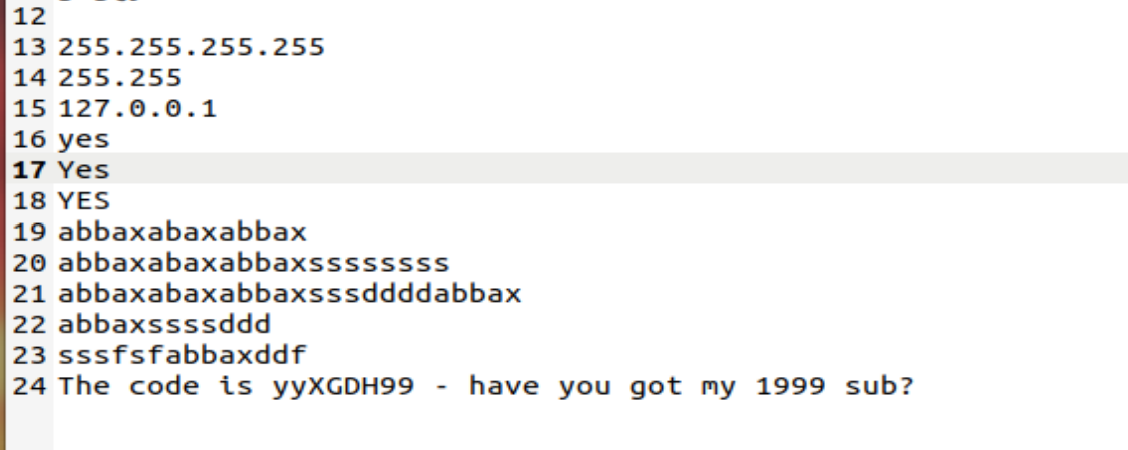 12
13 255.255.255.255
14 255.255
15 127.0.0.1
16 yes
17 Yes
18 YES
19 abbaxabaxabbax
20 abbaxabaxabbaxssssssss
21 abbaxabaxabbaxsssddddabbax
22 abbaxssssddd
23 sssfsfabbaxddf
24 The code is yyXGDH99 - have you got my 1999 sub?